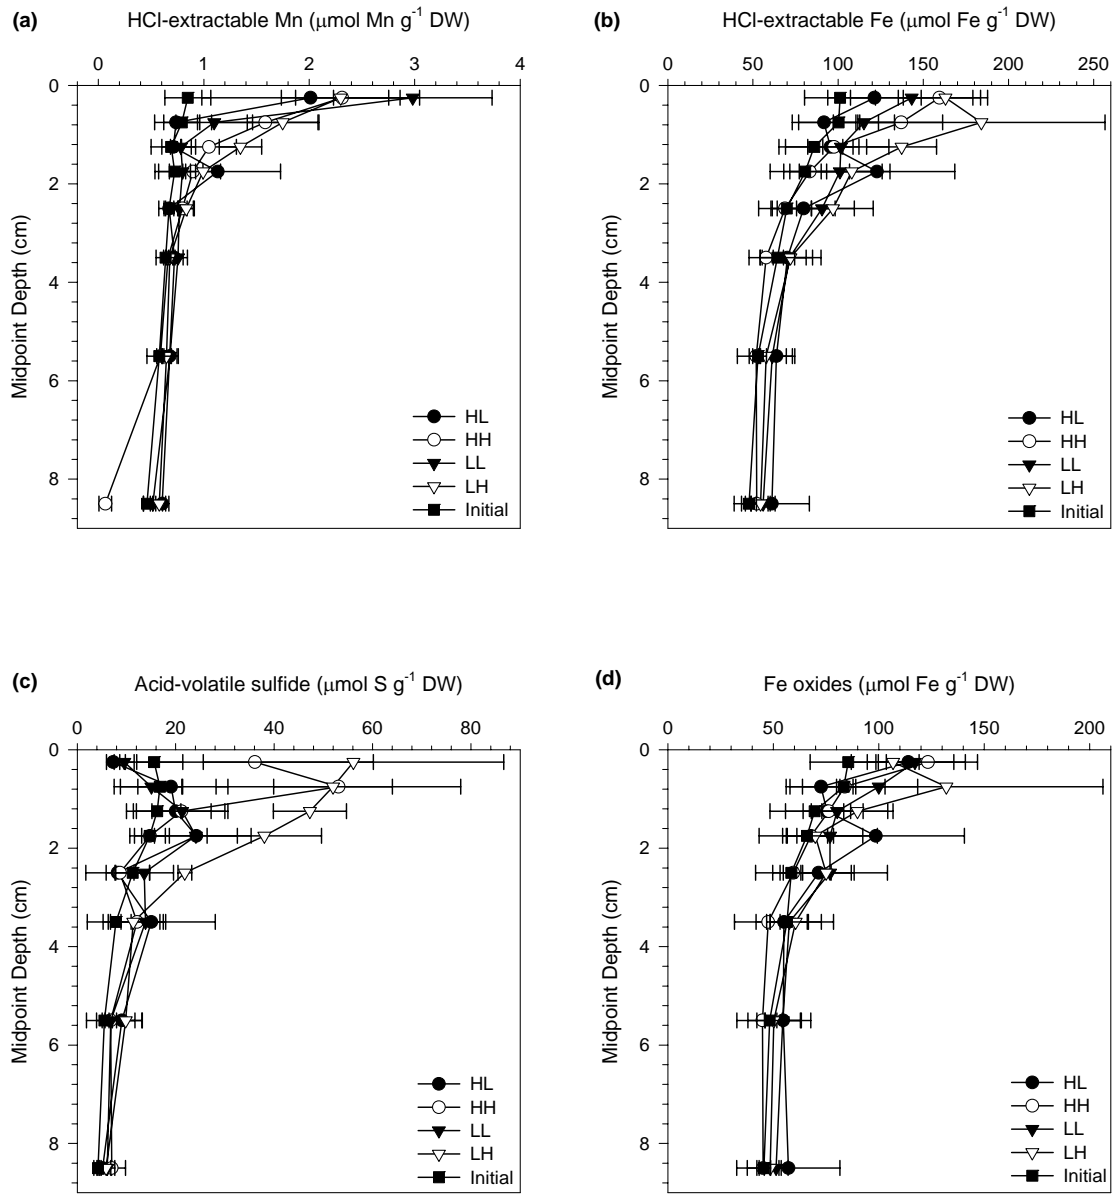 (a)
HCl-extractable Mn (μmol Mn g⁻¹ DW)
0 1 2 3 4
0
2
4
6
8
Midpoint Depth (cm)
HL
HH
LL
LH
Initial
(b)
HCl-extractable Fe (μmol Fe g⁻¹ DW)
0 50 100 150 200 250
0
2
4
6
8
Midpoint Depth (cm)
HL
HH
LL
LH
Initial
(c)
Acid-volatile sulfide (μmol S g⁻¹ DW)
0 20 40 60 80
0
2
4
6
8
Midpoint Depth (cm)
HL
HH
LL
LH
Initial
(d)
Fe oxides (μmol Fe g⁻¹ DW)
0 50 100 150 200
0
2
4
6
8
Midpoint Depth (cm)
HL
HH
LL
LH
Initial